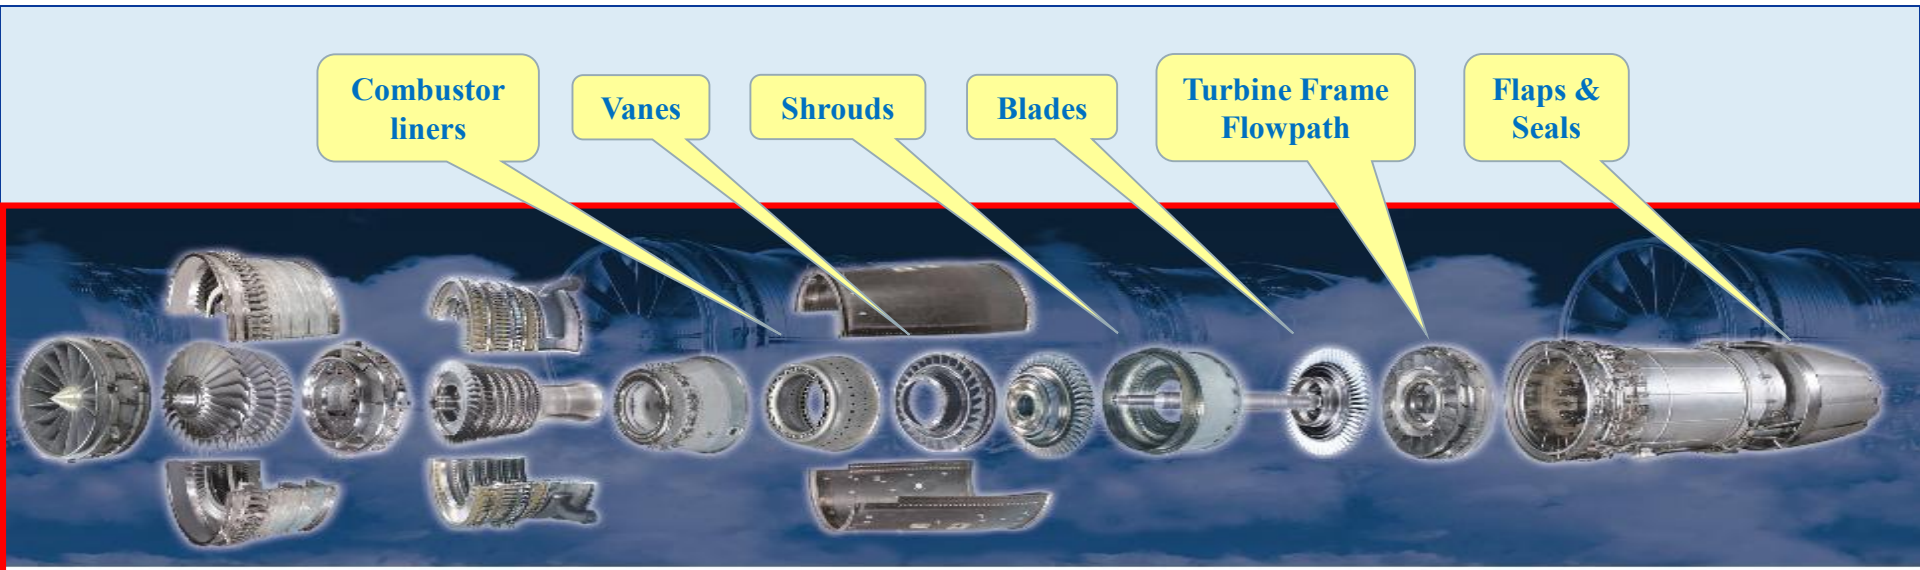 Combustor
liners
Vanes
Shrouds
Blades
Turbine Frame
Flowpath
Flaps &
Seals